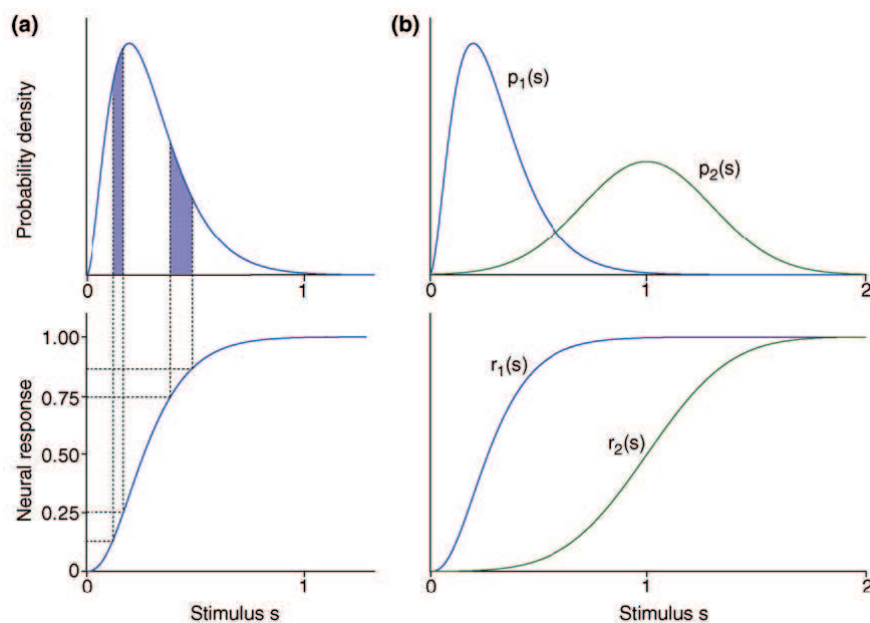 (a)
Probability density
0
1
1.00
0.75
0.50
0.25
0
Neural response
0
1
Stimulus s
(b)
p1(s)
p2(s)
0
1
2
r1(s)
r2(s)
0
1
2
Stimulus s